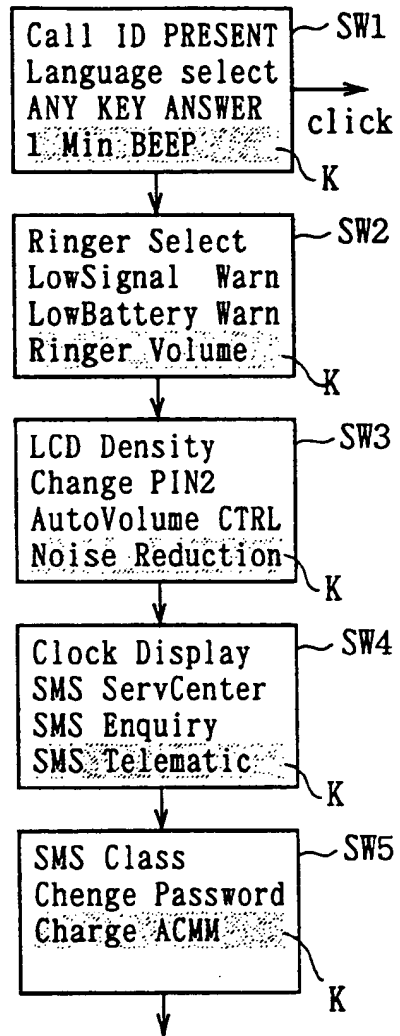 Call ID PRESENT
SW1
Language select
ANY KEY ANSWER
click
1 Min BEEP
K
Ringer Select
SW2
LowSignal Warn
LowBattery Warn
Ringer Volume
K
LCD Density
SW3
Change PIN2
AutoVolume CTRL
Noise Reduction
K
Clock Display
SW4
SMS ServCenter
SMS Enquiry
SMS Telematic
K
SMS Class
SW5
Chenge Password
Charge ACMM
K